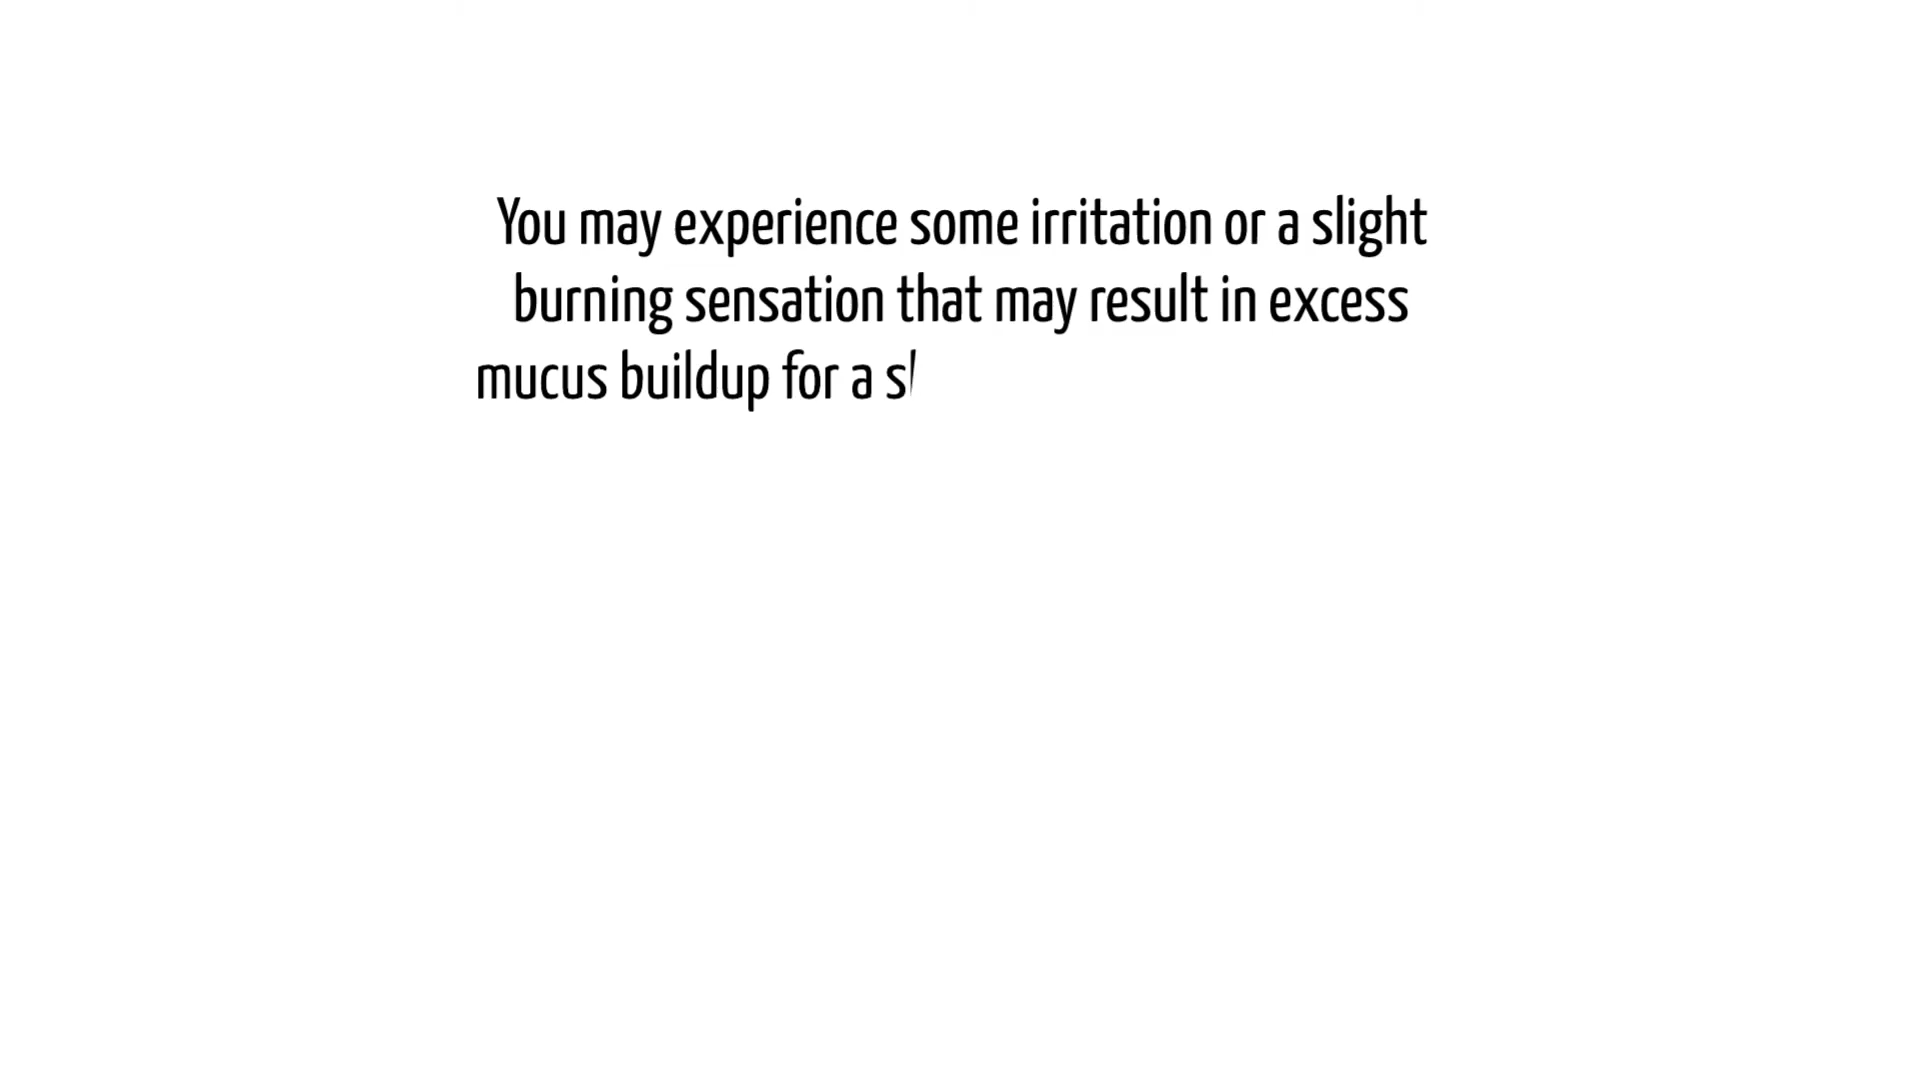 You may experience some irritation or a slight
burning sensation that may result in excess
mucus buildup for a